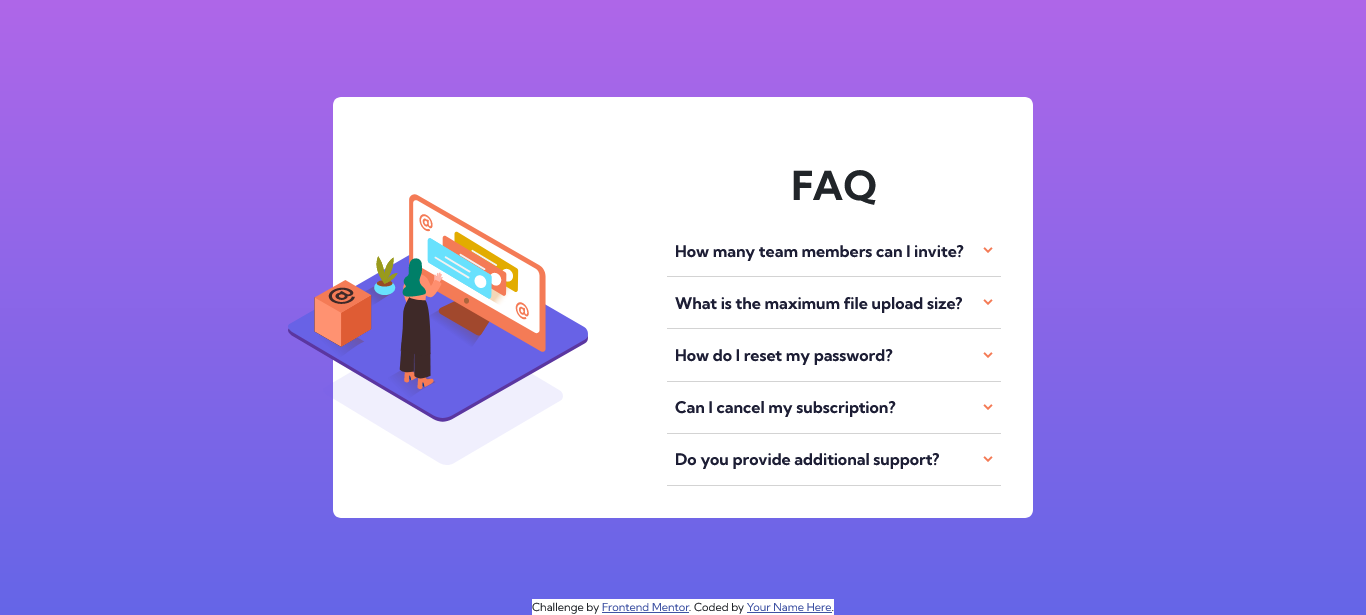 FAQ
How many team members can I invite?
What is the maximum file upload size?
How do I reset my password?
Can I cancel my subscription?
Do you provide additional support?
@
@
@
Challenge by Frontend Mentor. Coded by Your Name Here.